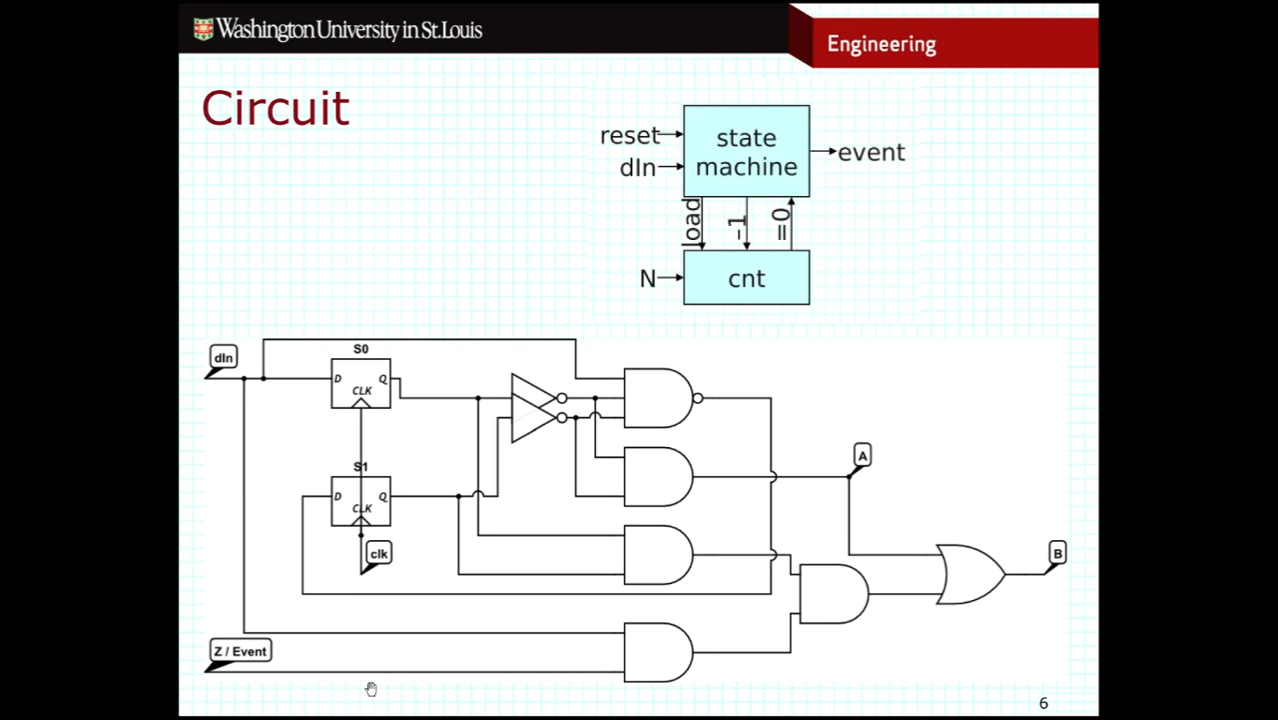 Washington University in St.Louis
Engineering
Circuit
reset
dIn
state
machine
event
load
-1
=0
N
cnt
dIn
S0
D
Q
CLK
S1
D
Q
CLK
clk
A
B
Z / Event
6